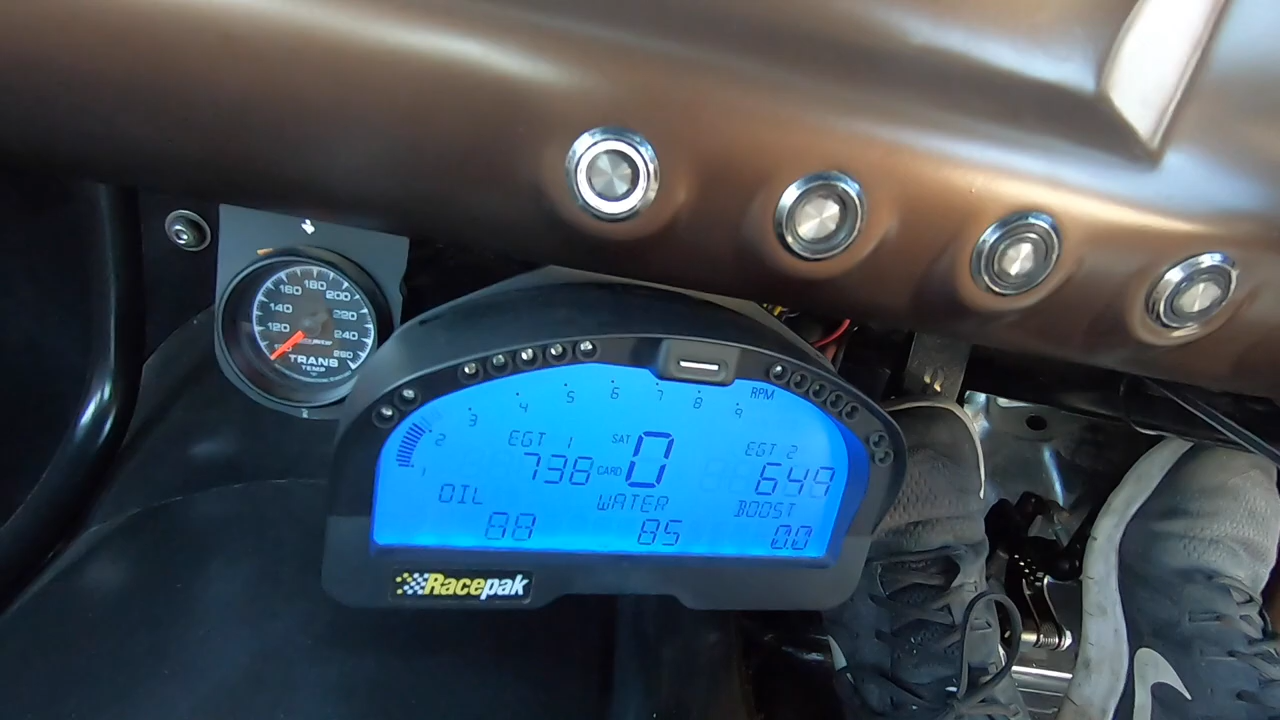 160 180 200
140 220
120 240
260
TRANS
TEMP
1 2 3 4 5 6 7 8 9 RPM
EGT 1 SAT 0 EGT 2
738 CARD 647
OIL WATER BOOST
88 85 0.0
Racepak